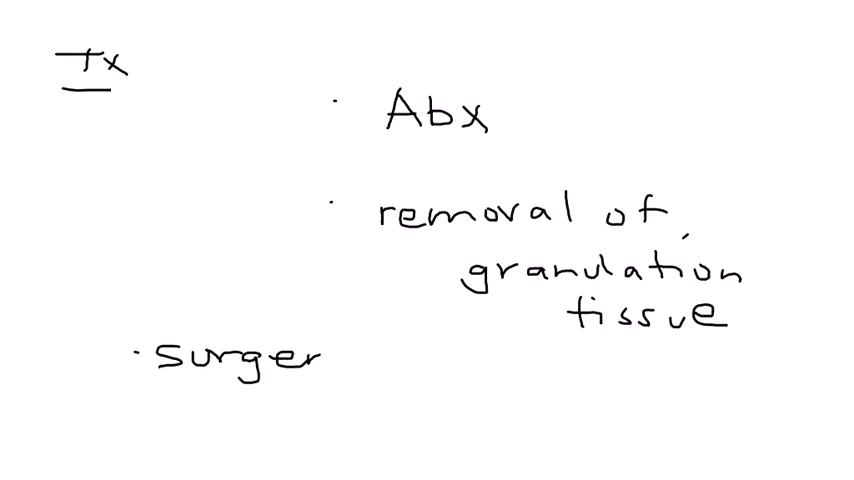 Tx
· Abx
· removal of
granulation
tissue
· surger